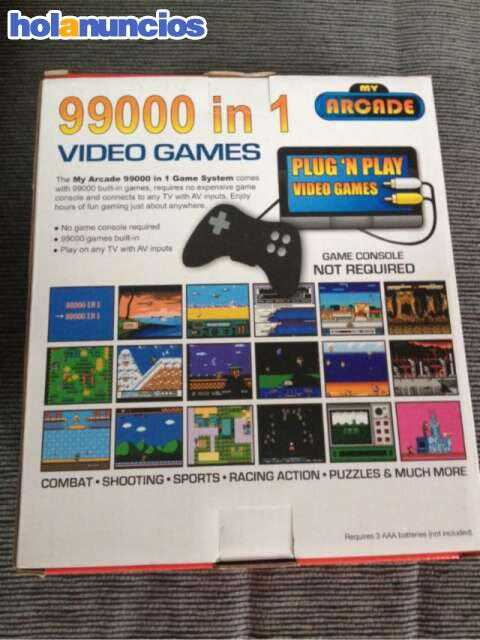 holanuncios
99000 in 1
VIDEO GAMES
MY
ARCADE
The My Arcade 99000 in 1 Game System comes
with 99000 built-in games, requires no expensive game
console and connects to any TV with AV inputs. Enjoy
hours of fun gaming just about anywhere.
• No game console required
• 99000 games built-in
• Play on any TV with AV inputs
PLUG 'N PLAY
VIDEO GAMES
GAME CONSOLE
NOT REQUIRED
99000 IN 1
→ 99000 IN 1
COMBAT • SHOOTING • SPORTS • RACING ACTION • PUZZLES & MUCH MORE
Requires 3 AAA batteries (not included)